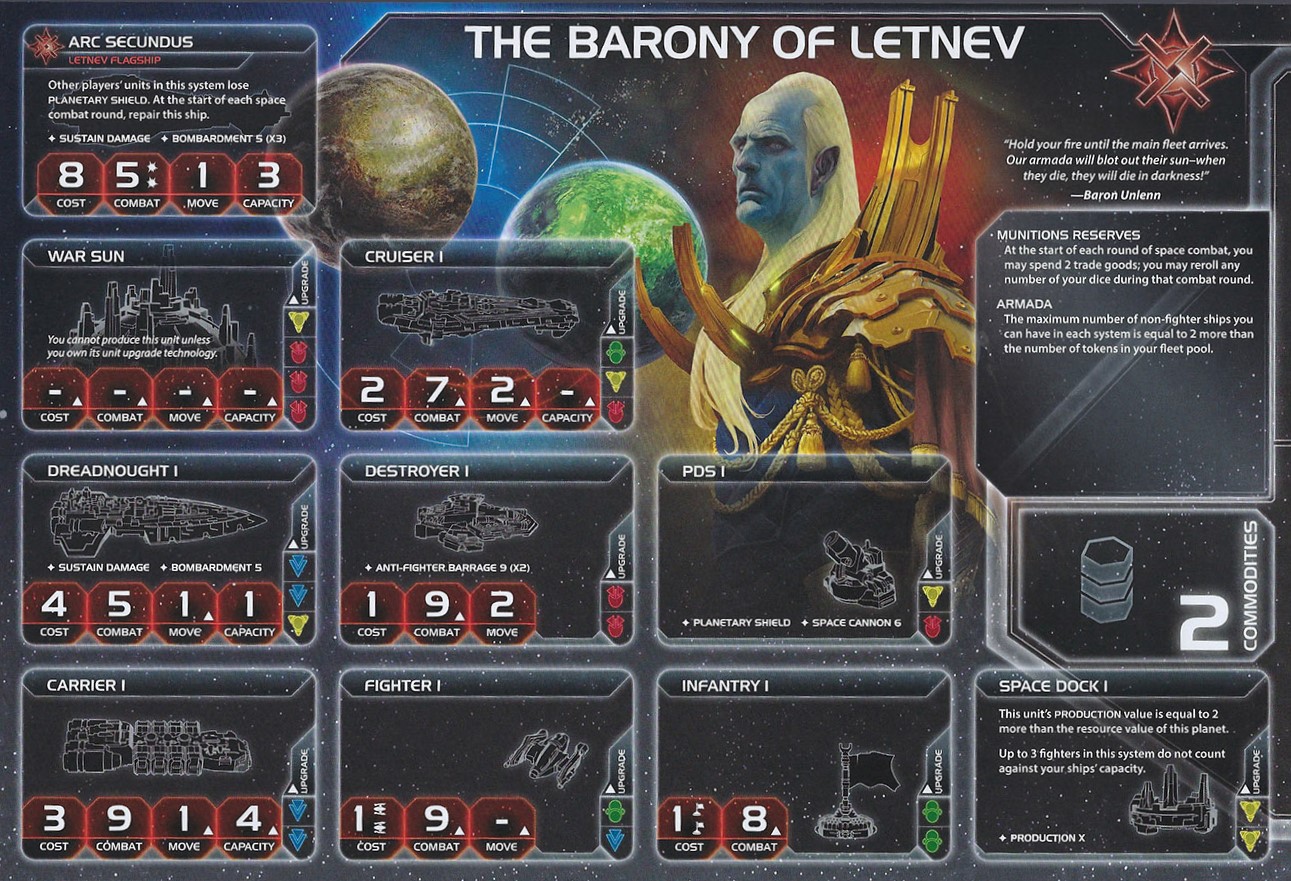 THE BARONY OF LETNEV
ARC SECUNDUS
LETNEV FLAGSHIP
Other players' units in this system lose
PLANETARY SHIELD. At the start of each space
combat round, repair this ship.
SUSTAIN DAMAGE BOMBARDMENT 5 (X3)
8 5 1 3
COST COMBAT MOVE CAPACITY
"Hold your fire until the main fleet arrives.
Our armada will blot out their sun–when
they die, they will die in darkness!"
—Baron Unlenn
MUNITIONS RESERVES
At the start of each round of space combat, you
may spend 2 trade goods; you may reroll any
number of your dice during that combat round.
ARMADA
The maximum number of non-fighter ships you
can have in each system is equal to 2 more than
the number of tokens in your fleet pool.
WAR SUN
UPGRADE
You cannot produce this unit unless
you own its unit upgrade technology.
- - - -
COST COMBAT MOVE CAPACITY
CRUISER I
UPGRADE
2 7 2 -
COST COMBAT MOVE CAPACITY
DREADNOUGHT I
UPGRADE
SUSTAIN DAMAGE BOMBARDMENT 5
4 5 1 1
COST COMBAT MOVE CAPACITY
DESTROYER I
UPGRADE
ANTI-FIGHTER BARRAGE 9 (X2)
1 9 2
COST COMBAT MOVE
PDS I
UPGRADE
PLANETARY SHIELD SPACE CANNON 6
2
COMMODITIES
CARRIER I
UPGRADE
3 9 1 4
COST COMBAT MOVE CAPACITY
FIGHTER I
UPGRADE
1 9 -
COST COMBAT MOVE
INFANTRY I
UPGRADE
1 8
COST COMBAT
SPACE DOCK I
This unit's PRODUCTION value is equal to 2
more than the resource value of this planet.
Up to 3 fighters in this system do not count
against your ships' capacity.
UPGRADE
PRODUCTION X